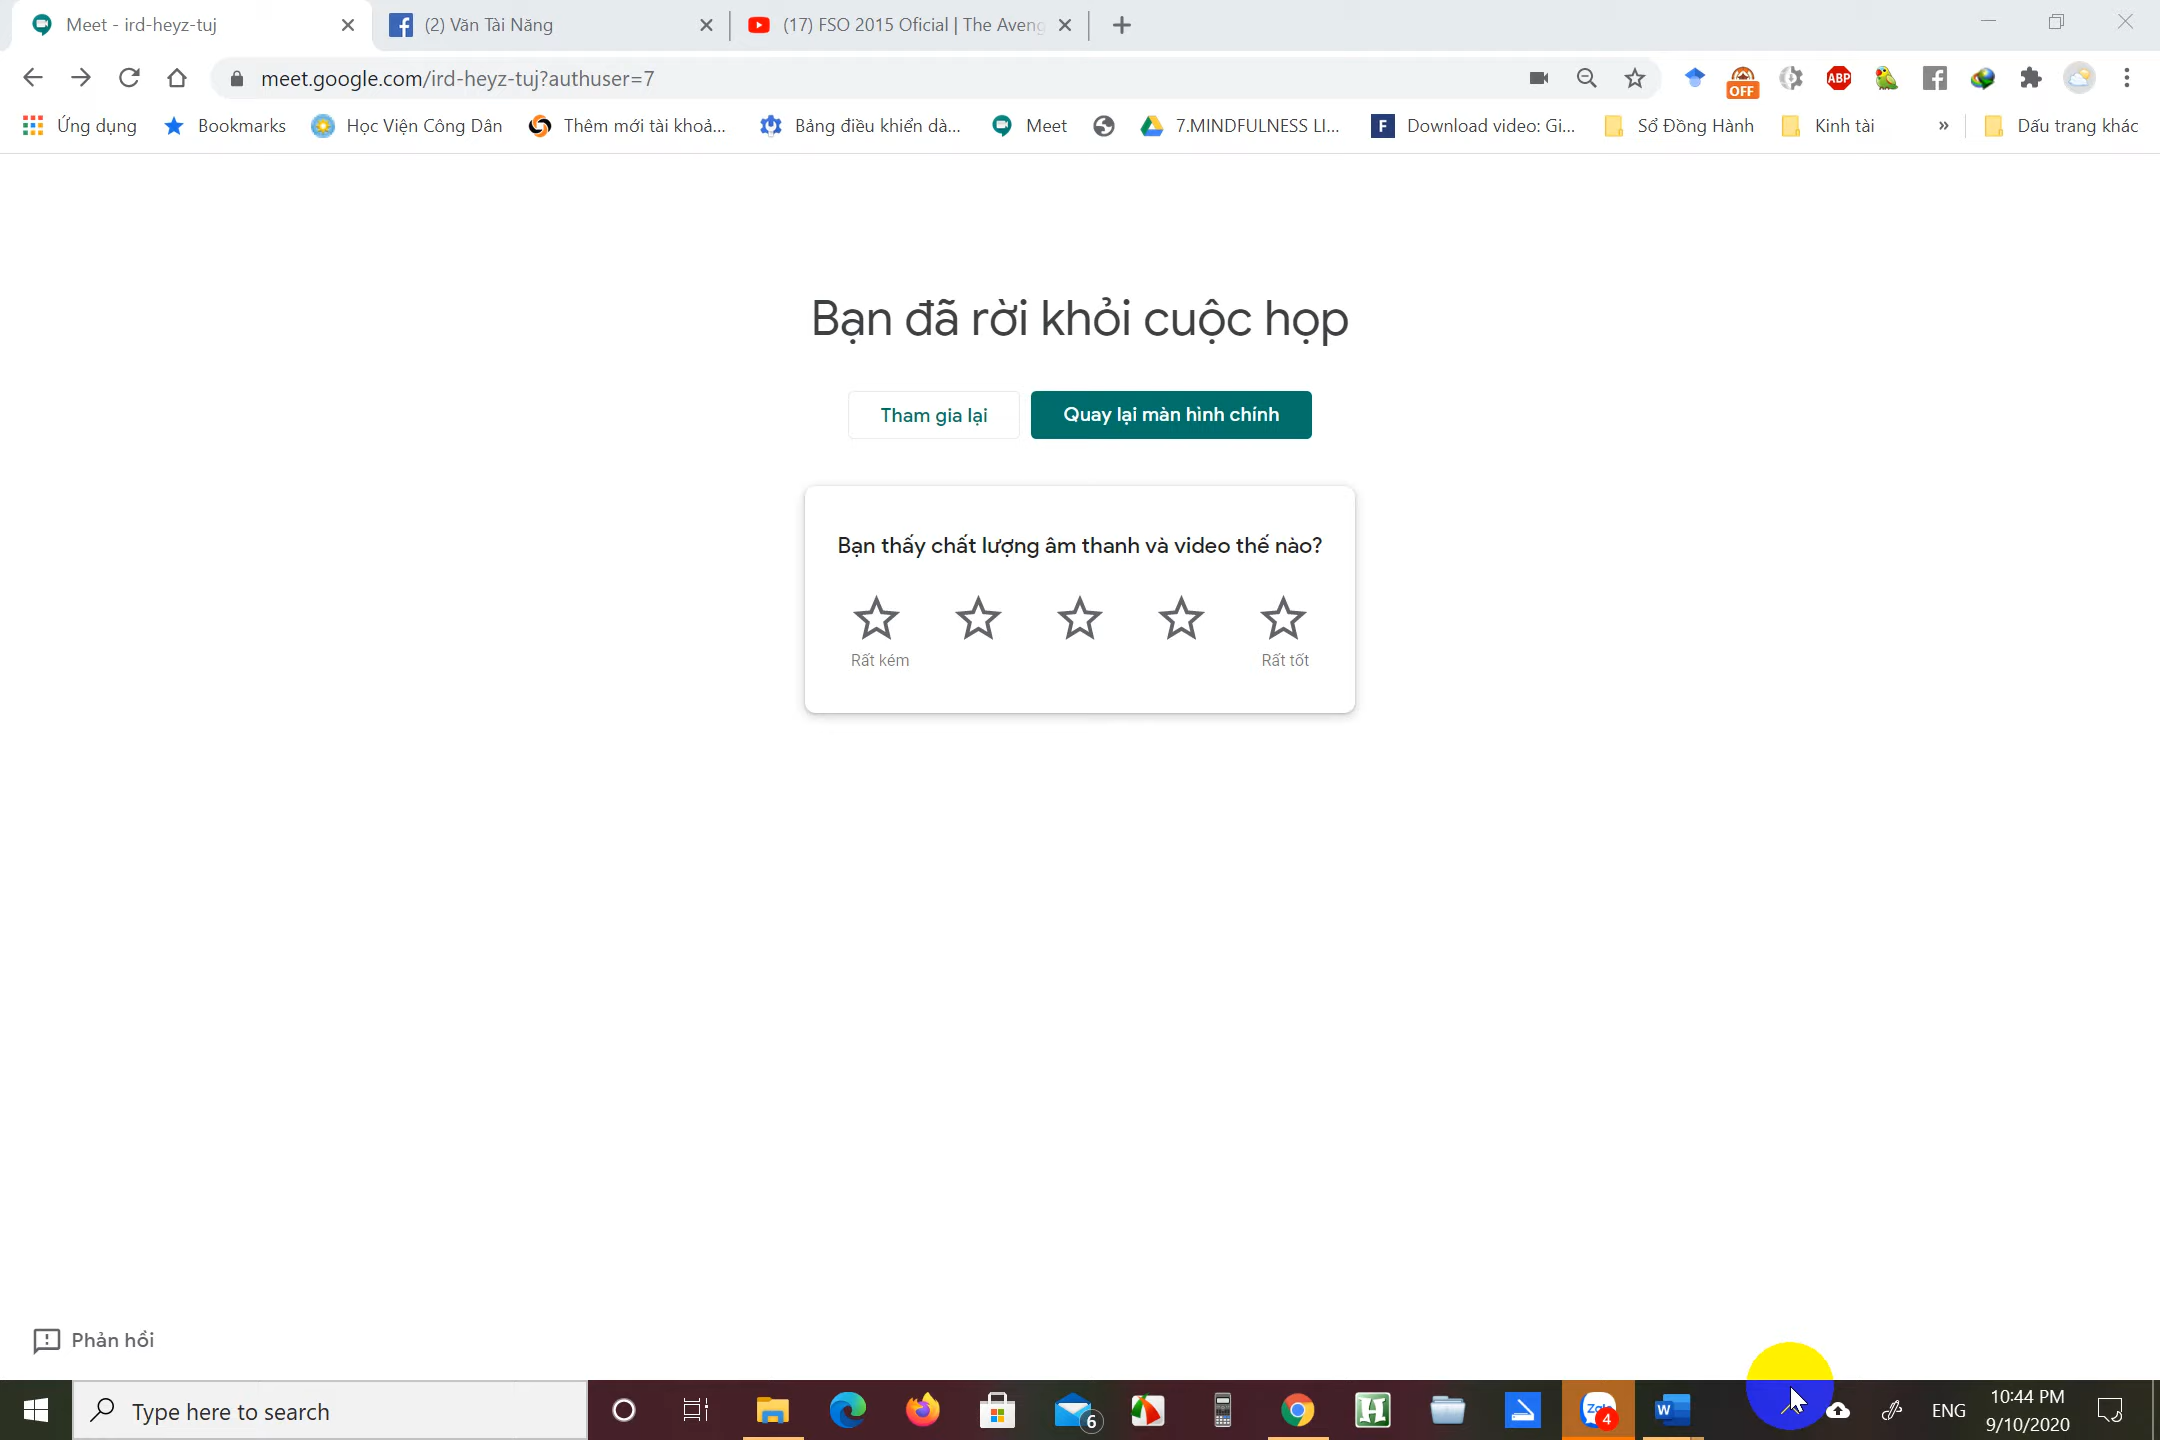 Meet - ird-heyz-tuj
(2) Văn Tài Năng
(17) FSO 2015 Oficial | The Aveng
meet.google.com/ird-heyz-tuj?authuser=7
OFF
ABP
Ứng dụng
Bookmarks
Học Viện Công Dân
Thêm mới tài khoả...
Bảng điều khiển dà...
Meet
7.MINDFULNESS LI...
F
Download video: Gi...
Sổ Đồng Hành
Kinh tài
»
Dấu trang khác
Bạn đã rời khỏi cuộc họp
Tham gia lại
Quay lại màn hình chính
Bạn thấy chất lượng âm thanh và video thế nào?
Rất kém
Rất tốt
Phản hồi
Type here to search
6
Zalo
4
W
ENG
10:44 PM
9/10/2020